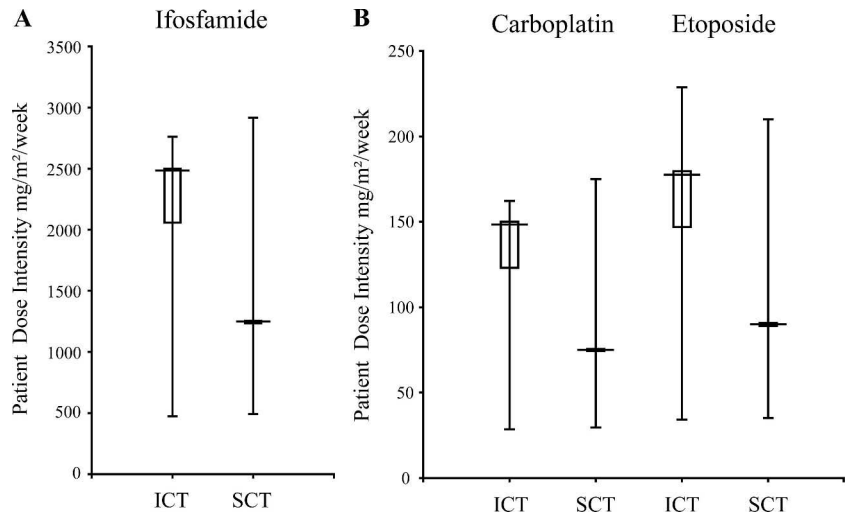 A
Ifosfamide
Patient Dose Intensity mg/m²/week
3500
3000
2500
2000
1500
1000
500
0
ICT
SCT
B
Carboplatin
Etoposide
Patient Dose Intensity mg/m²/week
250
200
150
100
50
0
ICT
SCT
ICT
SCT